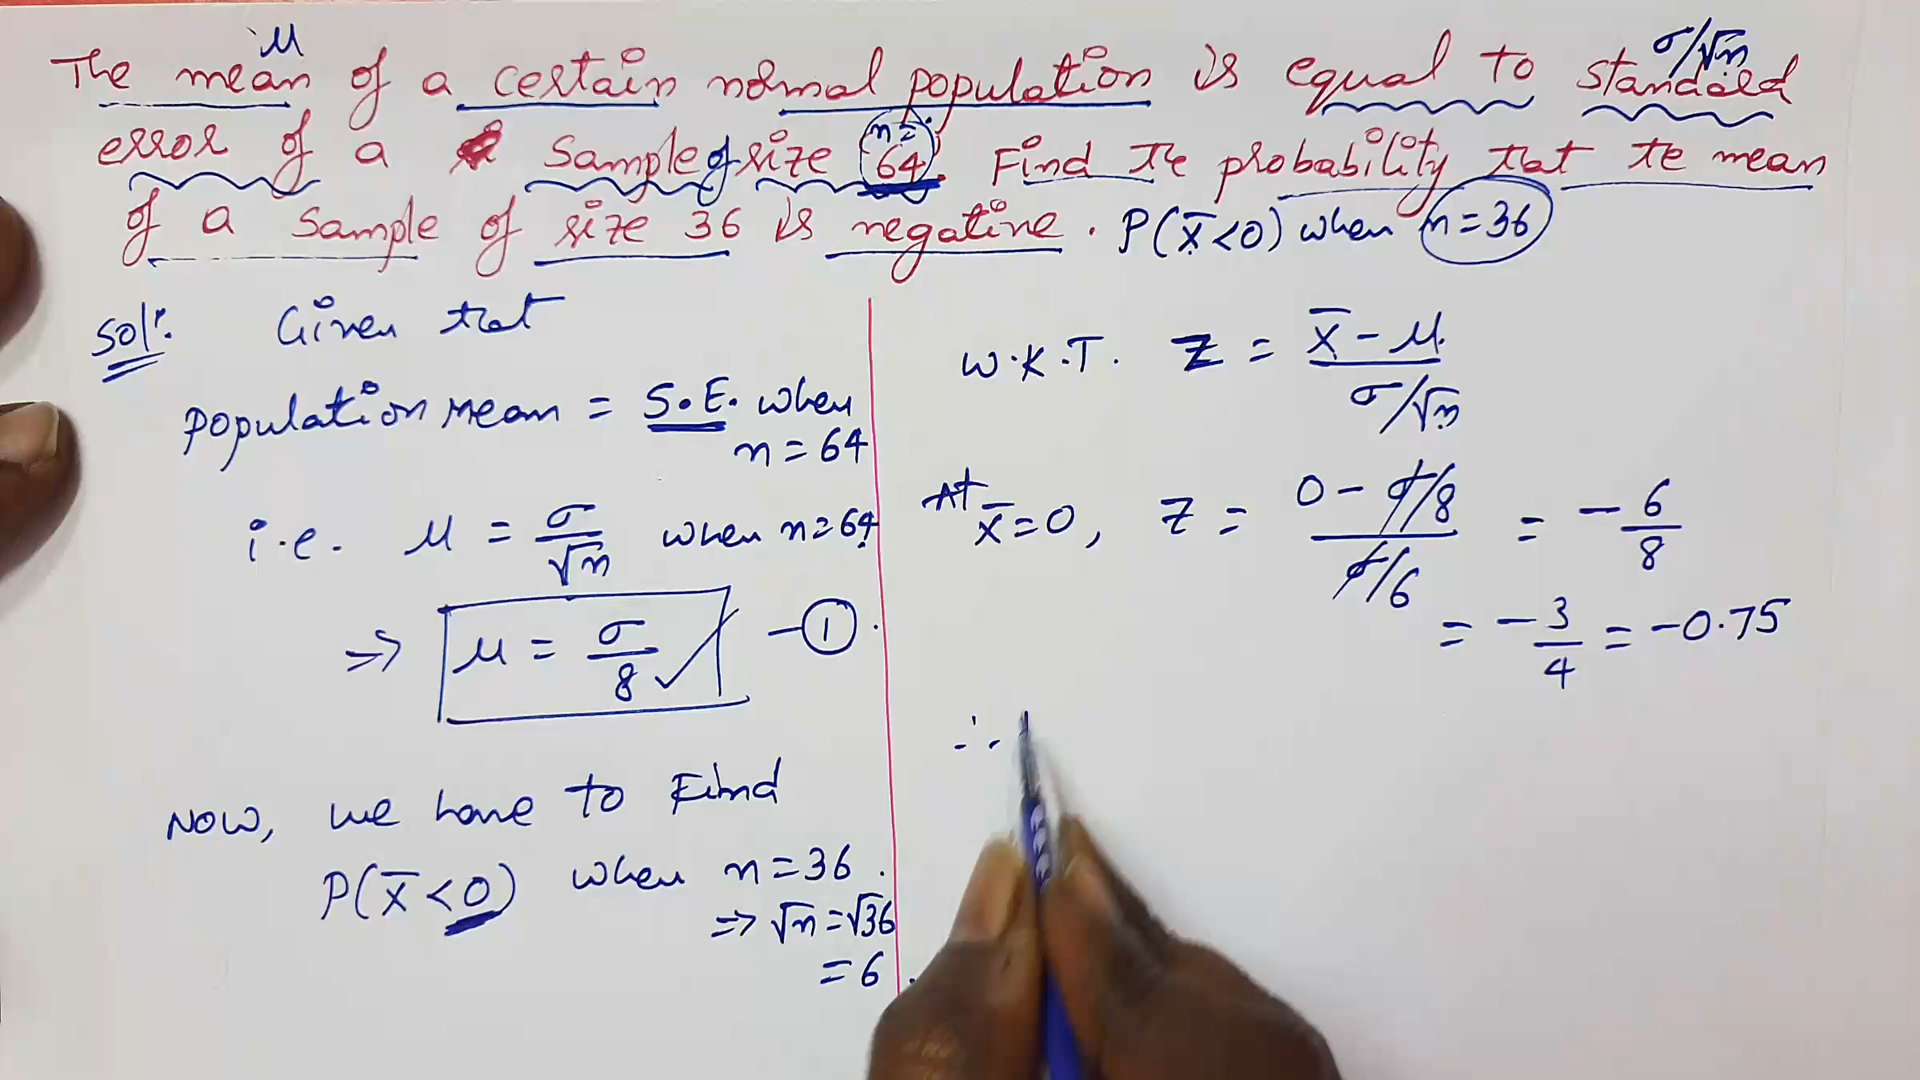 μ
σ/√n
The mean of a certain normal population is equal to standard
error of a sample of size 64. Find the probability that the mean
n =
of a sample of size 36 is negative. P(x̄<0) when n=36
Sol:
Given that
Population mean = S.E. when
n = 64
i.e. μ = σ/√n when n=64
⇒ μ = σ/8 ✓ —①.
Now, we have to Find
P(x̄<0) when n=36.
⇒ √n = √36
= 6.
W.K.T. Z = (x̄ - μ)/(σ/√n)
At x̄=0, Z = (0 - σ/8)/(σ/6) = -6/8
= -3/4 = -0.75
∴